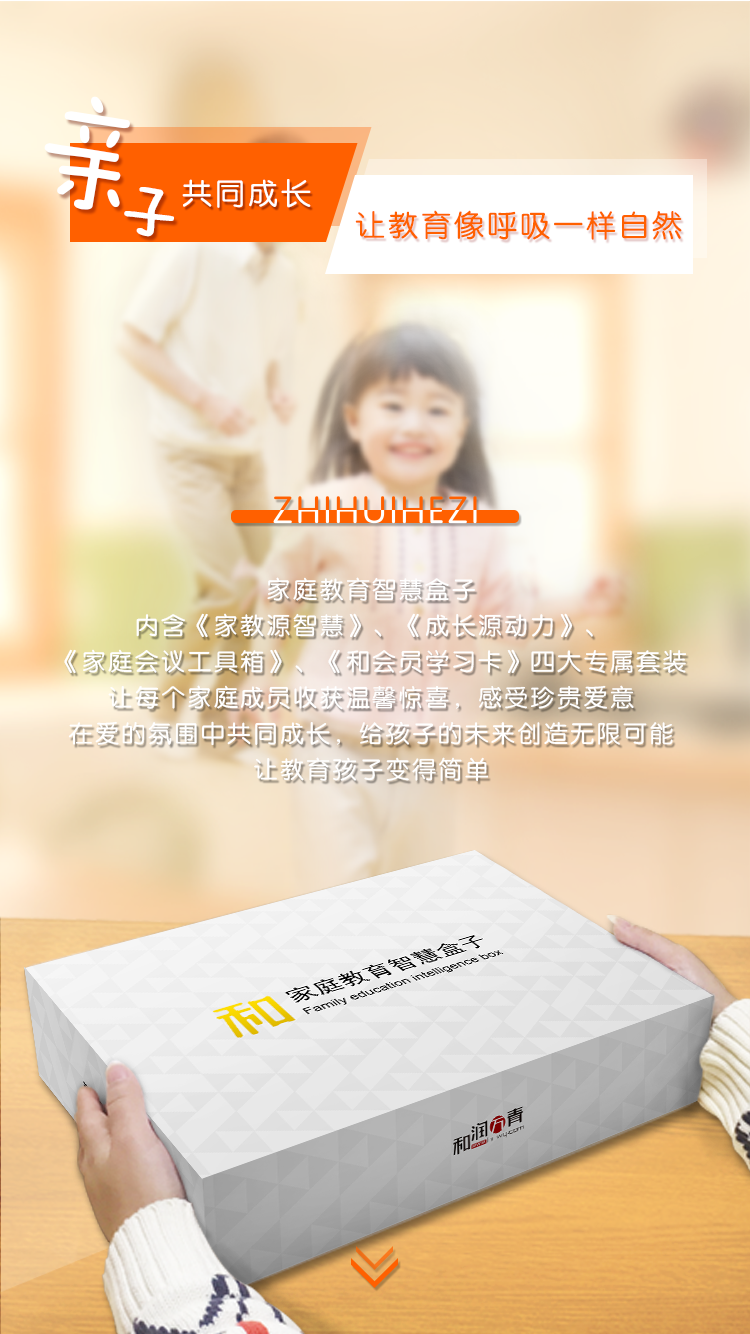 亲子 共同成长
让教育像呼吸一样自然
ZHIHUIHEZI
家庭教育智慧盒子
内含《家教源智慧》、《成长源动力》、
《家庭会议工具箱》、《和会员学习卡》四大专属套装
让每个家庭成员收获温馨惊喜，感受珍贵爱意
在爱的氛围中共同成长，给孩子的未来创造无限可能
让教育孩子变得简单
和 家庭教育智慧盒子
Family education intelligence box
和润万青